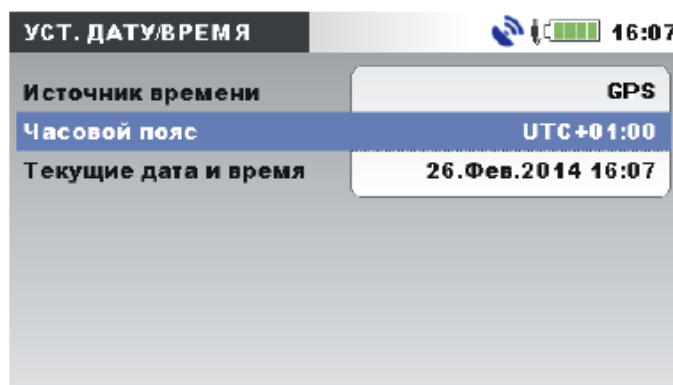 УСТ. ДАТУ/ВРЕМЯ 16:07
Источник времени GPS
Часовой пояс UTC+01:00
Текущие дата и время 26.Фев.2014 16:07